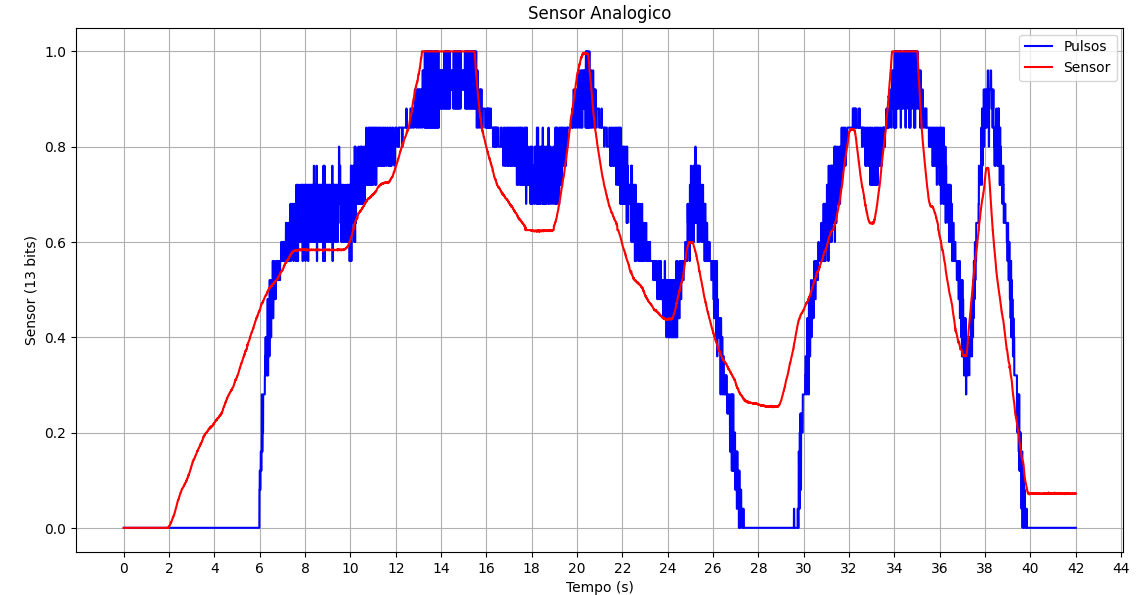 Sensor Analogico
Pulsos
Sensor
Sensor (13 bits)
1.0
0.8
0.6
0.4
0.2
0.0
0 2 4 6 8 10 12 14 16 18 20 22 24 26 28 30 32 34 36 38 40 42 44
Tempo (s)